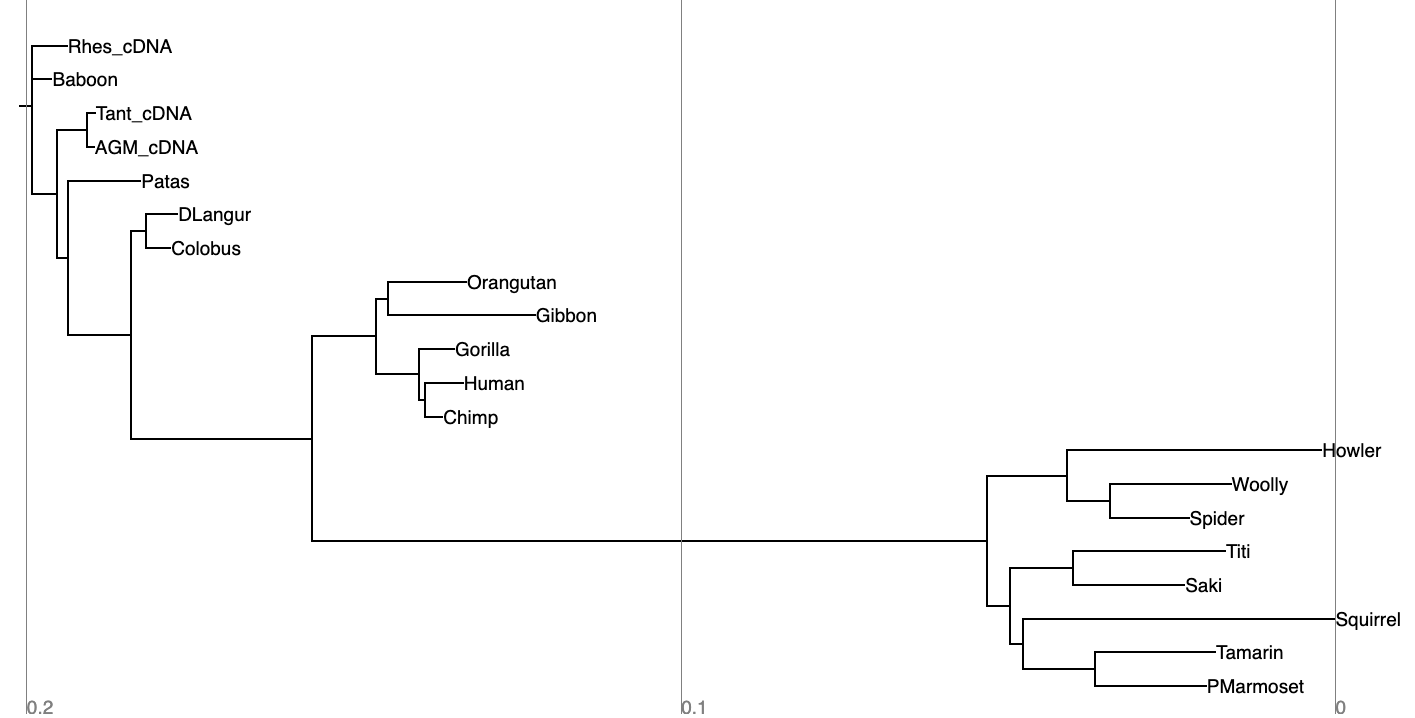 Rhes_cDNA
Baboon
Tant_cDNA
AGM_cDNA
Patas
DLangur
Colobus
Orangutan
Gibbon
Gorilla
Human
Chimp
Howler
Woolly
Spider
Titi
Saki
Squirrel
Tamarin
PMarmoset
0.2 0.1 0